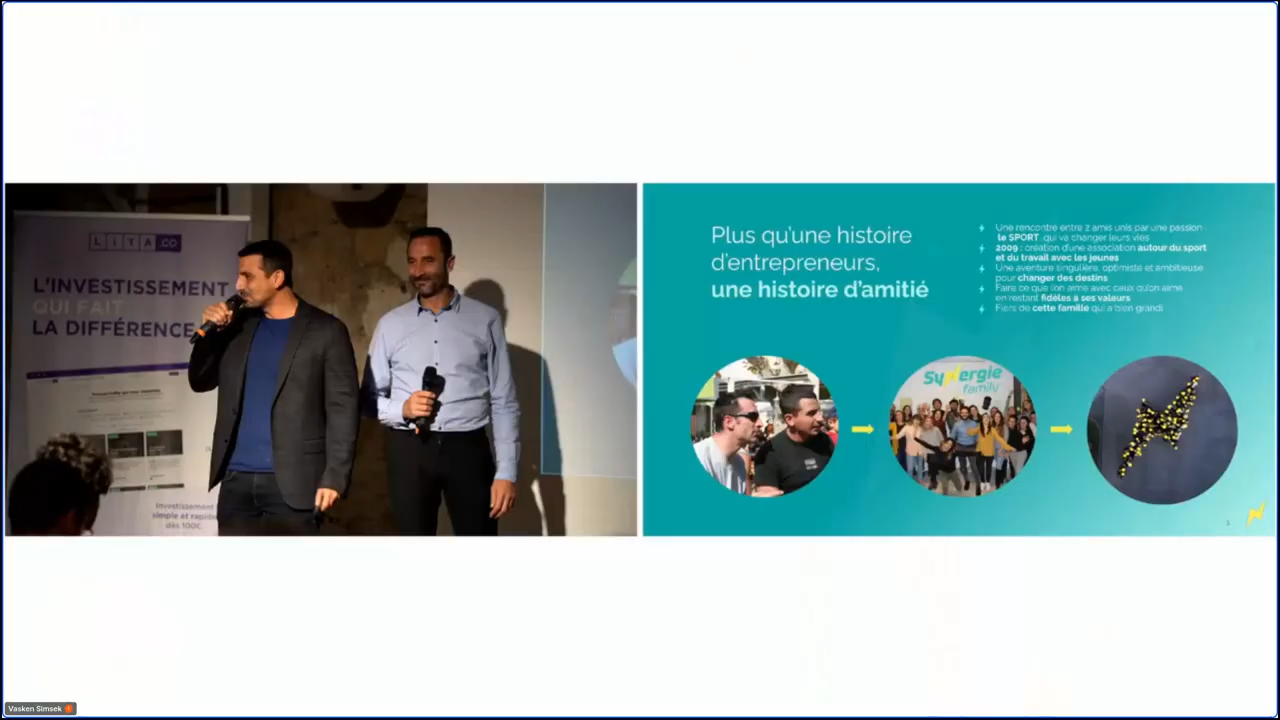 LITA.CO
L'INVESTISSEMENT
QUI FAIT
LA DIFFÉRENCE
Investissement
simple et rapide
dès 100€
Plus qu'une histoire
d'entrepreneurs,
une histoire d'amitié
Une rencontre entre 2 amis unis par une passion
le SPORT qui va changer leurs vies
2009 : création d'une association autour du sport
et du travail avec les jeunes
Une aventure singulière, optimiste et ambitieuse
pour changer des destins
Faire ce que l'on aime avec ceux qu'on aime
en restant fidèles à ses valeurs
Fiers de cette famille qui a bien grandi
Synergie
family
Vasken Simsek